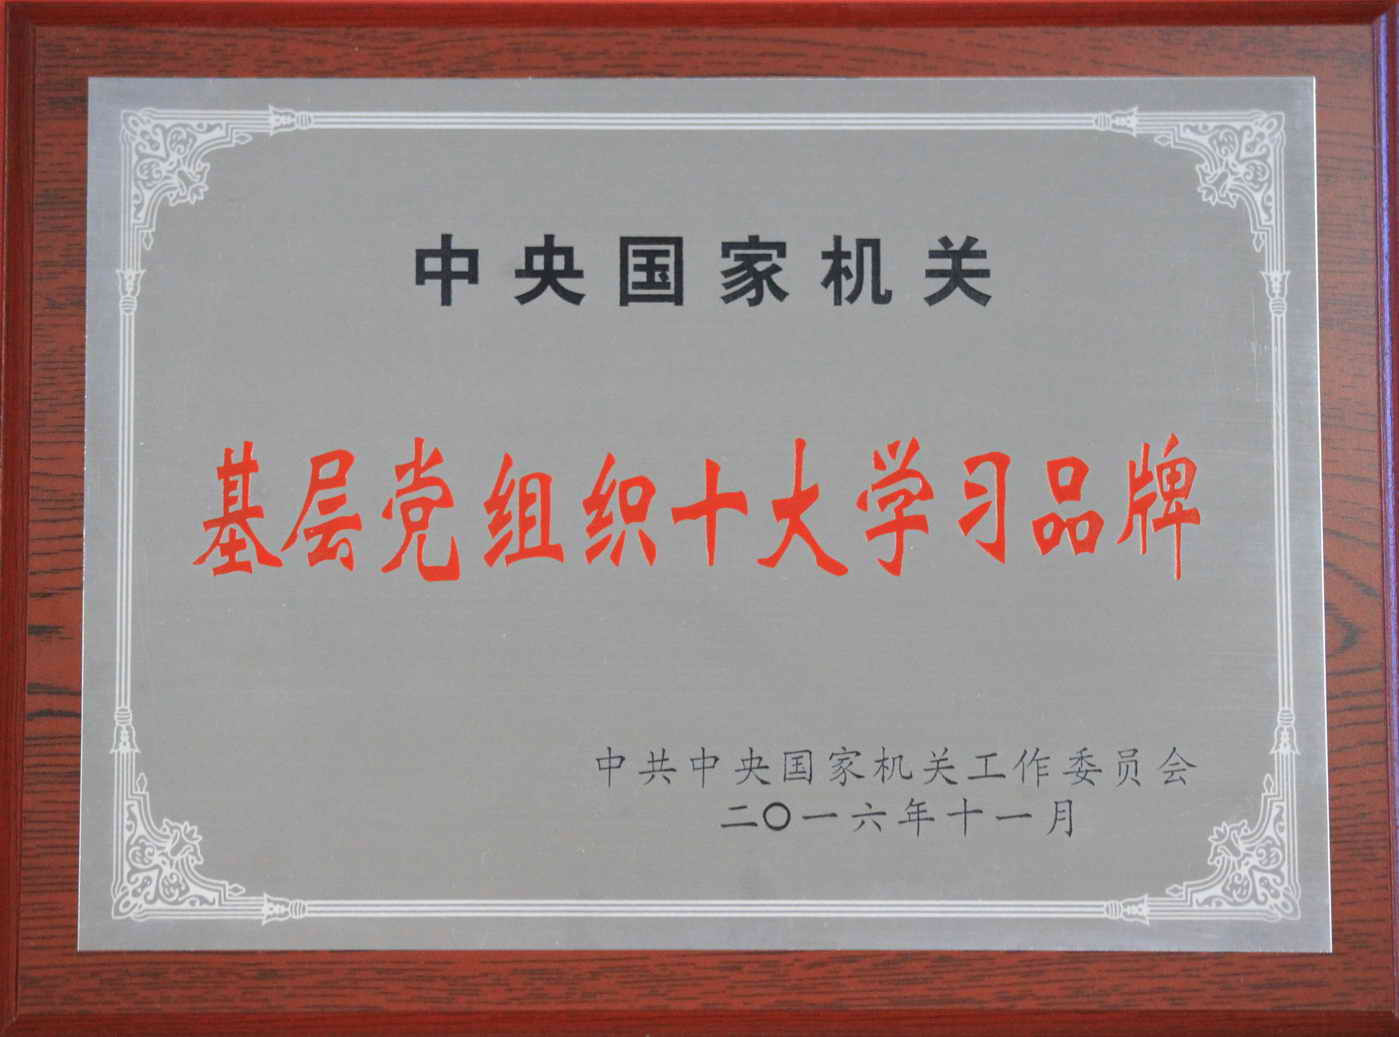 中央国家机关
基层党组织十大学习品牌
中共中央国家机关工作委员会
二〇一六年十一月